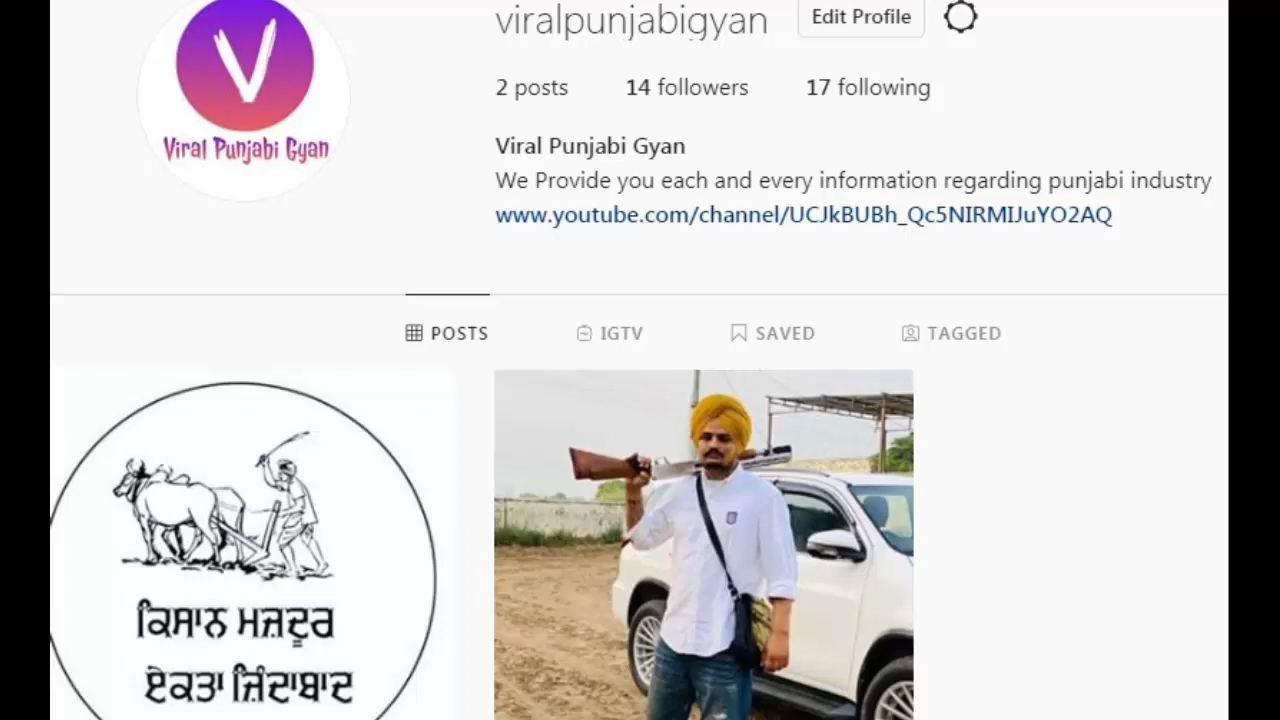 V
Viral Punjabi Gyan
viralpunjabigyan
Edit Profile
2 posts 14 followers 17 following
Viral Punjabi Gyan
We Provide you each and every information regarding punjabi industry
www.youtube.com/channel/UCJkBUBh_Qc5NIRMIJuYO2AQ
POSTS IGTV SAVED TAGGED
ਕਿਸਾਨ ਮਜ਼ਦੂਰ
ਏਕਤਾ ਜ਼ਿੰਦਾਬਾਦ